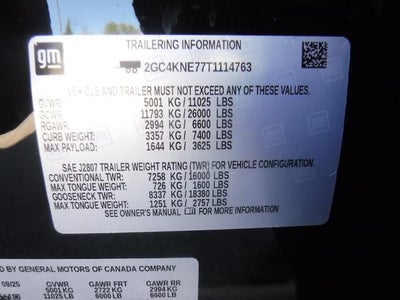 gm
TRAILERING INFORMATION
2GC4KNE77T1114763
VEHICLE AND TRAILER MUST NOT EXCEED ANY OF THESE VALUES.
GVWR: 5001 KG / 11025 LBS
GCWR: 11793 KG / 26000 LBS
RGAWR: 2994 KG / 6600 LBS
CURB WEIGHT: 3357 KG / 7400 LBS
MAX PAYLOAD: 1644 KG / 3625 LBS
SAE J2807 TRAILER WEIGHT RATING (TWR) FOR VEHICLE CONFIGURATION.
CONVENTIONAL TWR: 7258 KG / 16000 LBS
MAX TONGUE WEIGHT: 726 KG / 1600 LBS
GOOSENECK TWR: 8337 KG / 18380 LBS
MAX TONGUE WEIGHT: 1251 KG / 2757 LBS
SEE OWNER'S MANUAL FOR ADDITIONAL INFORMATION
D BY GENERAL MOTORS OF CANADA COMPANY
09/25 GVWR GAWR FRT GAWR RR
5001 KG 2722 KG 2994 KG
11025 LB 6000 LB 6600 LB